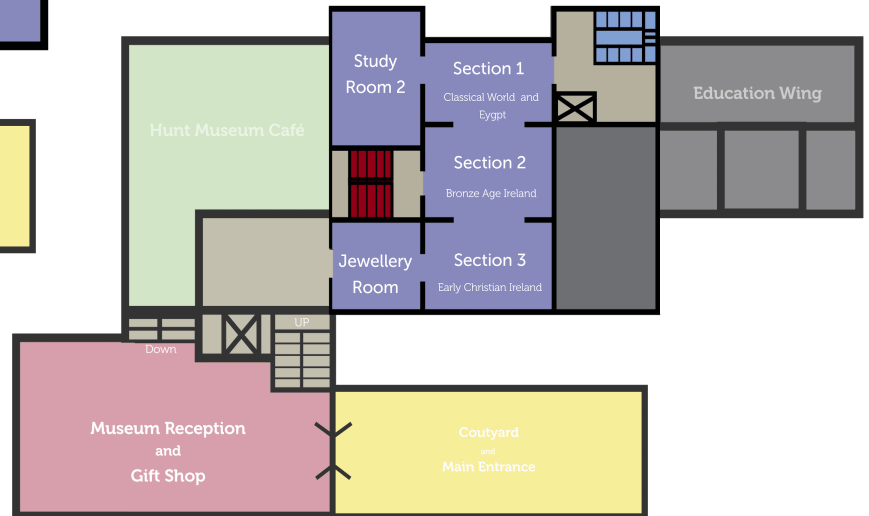 Study
Room 2
Section 1
Classical World and
Eygpt
Education Wing
Hunt Museum Café
Section 2
Bronze Age Ireland
Jewellery
Room
Section 3
Early Christian Ireland
UP
Down
Museum Reception
and
Gift Shop
Coutyard
and
Main Entrance